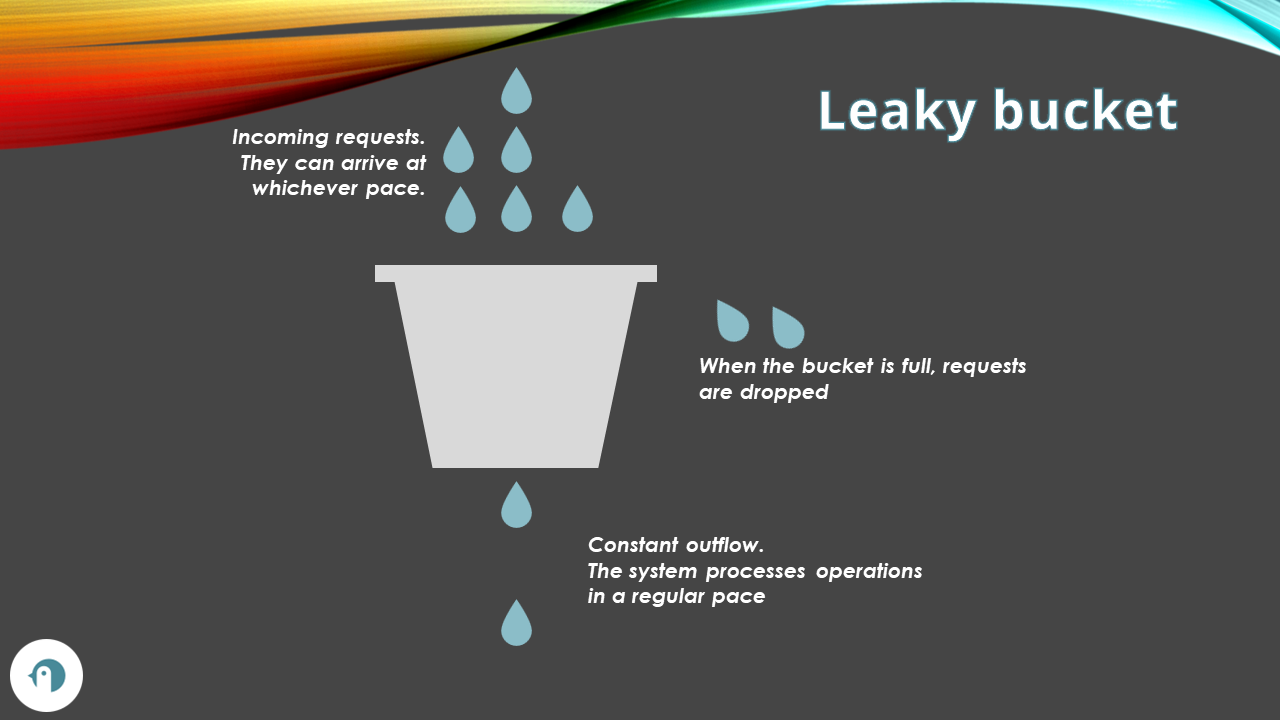 Leaky bucket
Incoming requests.
They can arrive at
whichever pace.
When the bucket is full, requests
are dropped
Constant outflow.
The system processes operations
in a regular pace